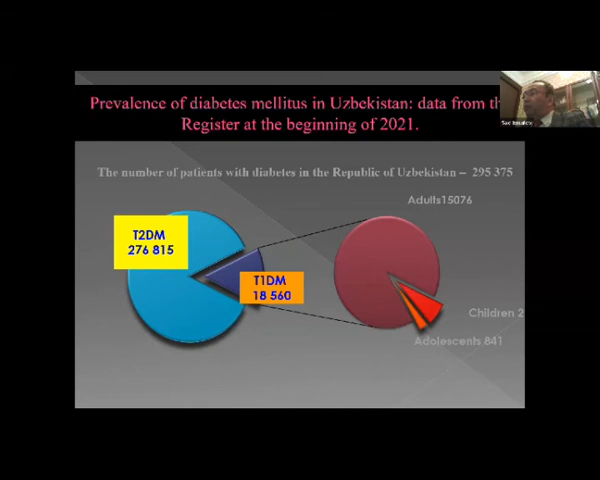 Prevalence of diabetes mellitus in Uzbekistan: data from th
Register at the beginning of 2021.
The number of patients with diabetes in the Republic of Uzbekistan – 295 375
Adults15076
T2DM
276 815
T1DM
18 560
Children 2
Adolescents 841